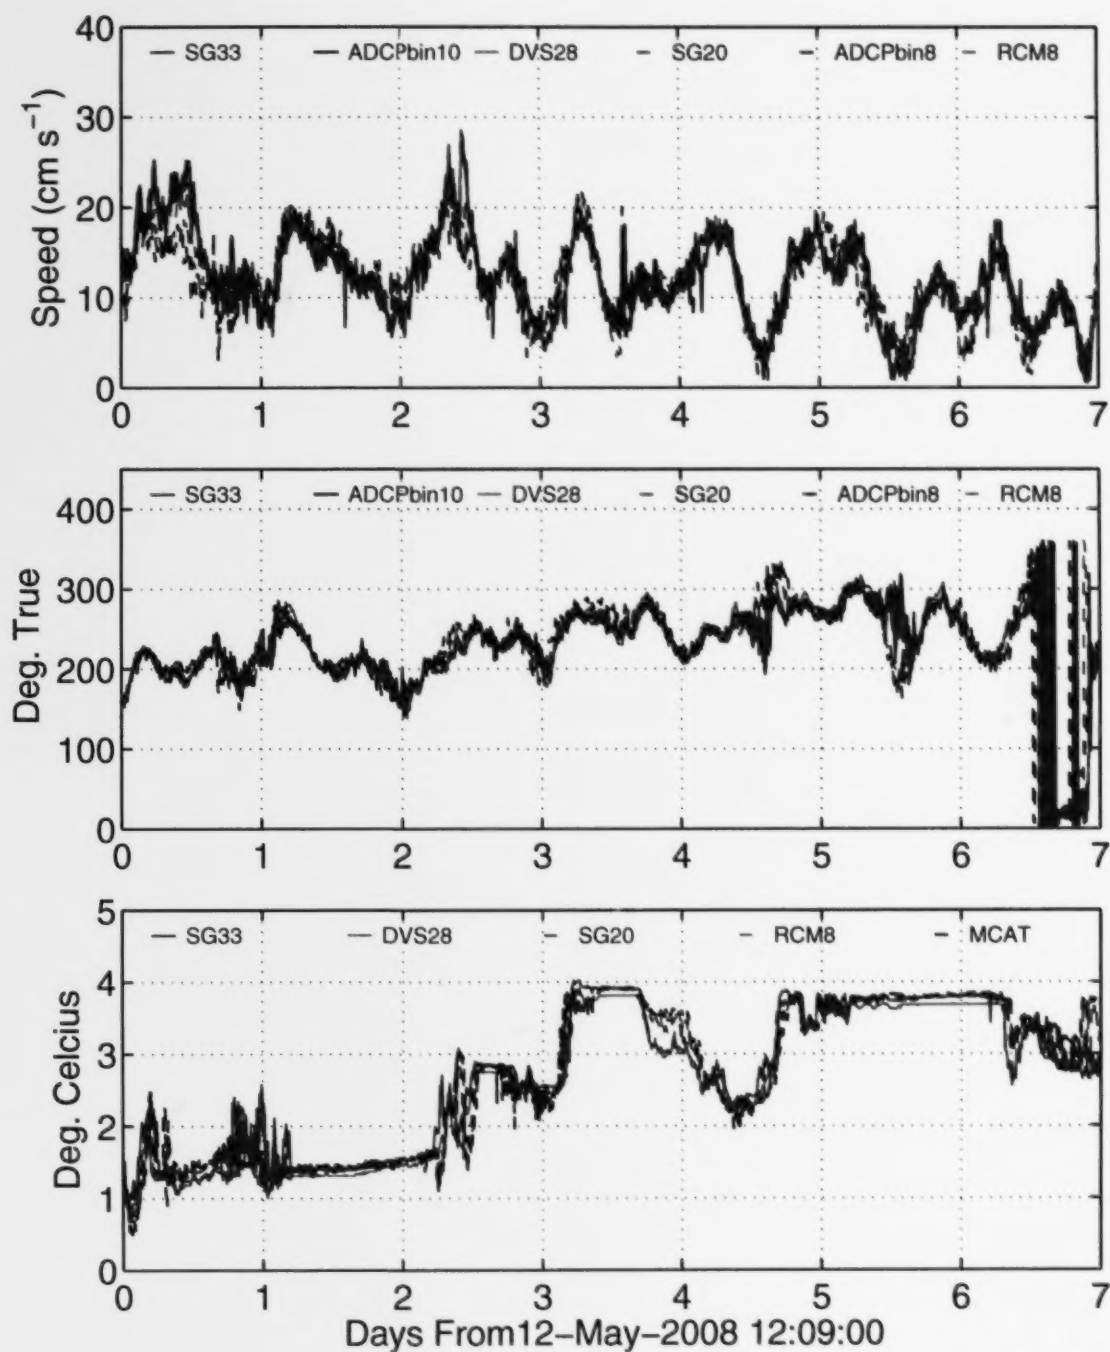 40
30
20
10
0
Speed (cm s−1)
SG33 ADCPbin10 DVS28 SG20 ADCPbin8 RCM8
0 1 2 3 4 5 6 7
400
300
200
100
0
Deg. True
SG33 ADCPbin10 DVS28 SG20 ADCPbin8 RCM8
0 1 2 3 4 5 6 7
5
4
3
2
1
0
Deg. Celcius
SG33 DVS28 SG20 RCM8 MCAT
0 1 2 3 4 5 6 7
Days From12−May−2008 12:09:00